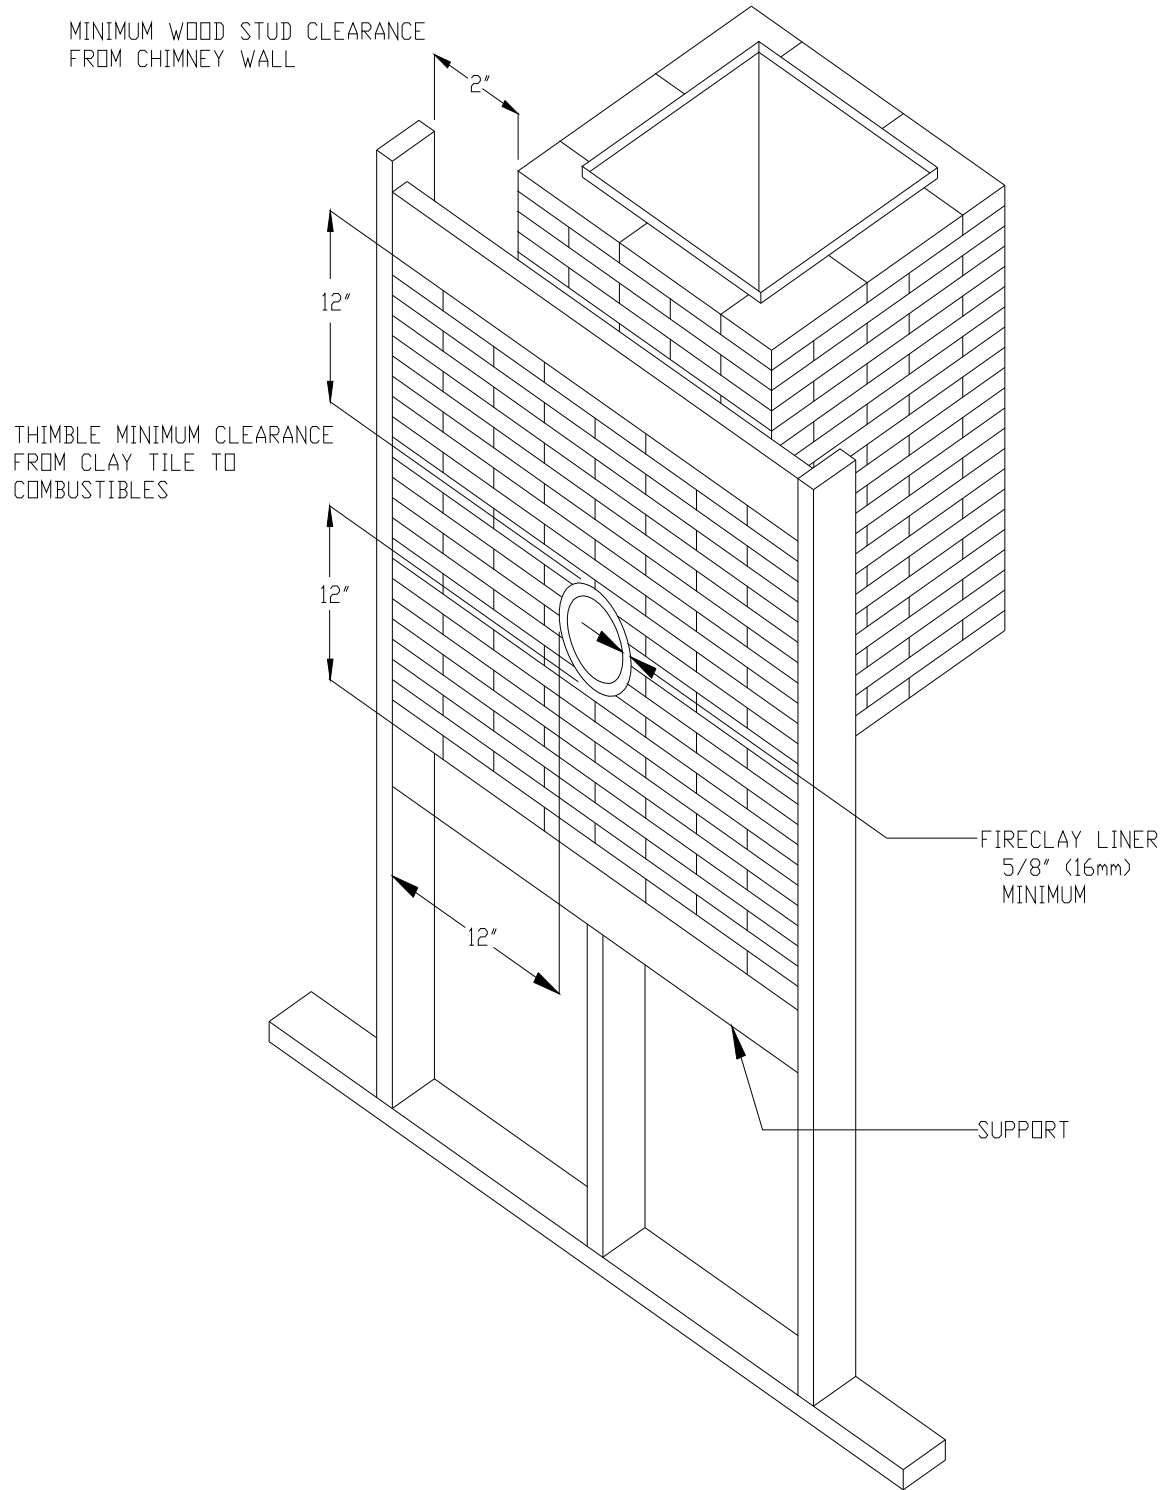 MINIMUM WOOD STUD CLEARANCE
FROM CHIMNEY WALL
2"
12"
THIMBLE MINIMUM CLEARANCE
FROM CLAY TILE TO
COMBUSTIBLES
12"
FIRECLAY LINER
5/8" (16mm)
MINIMUM
12"
SUPPORT